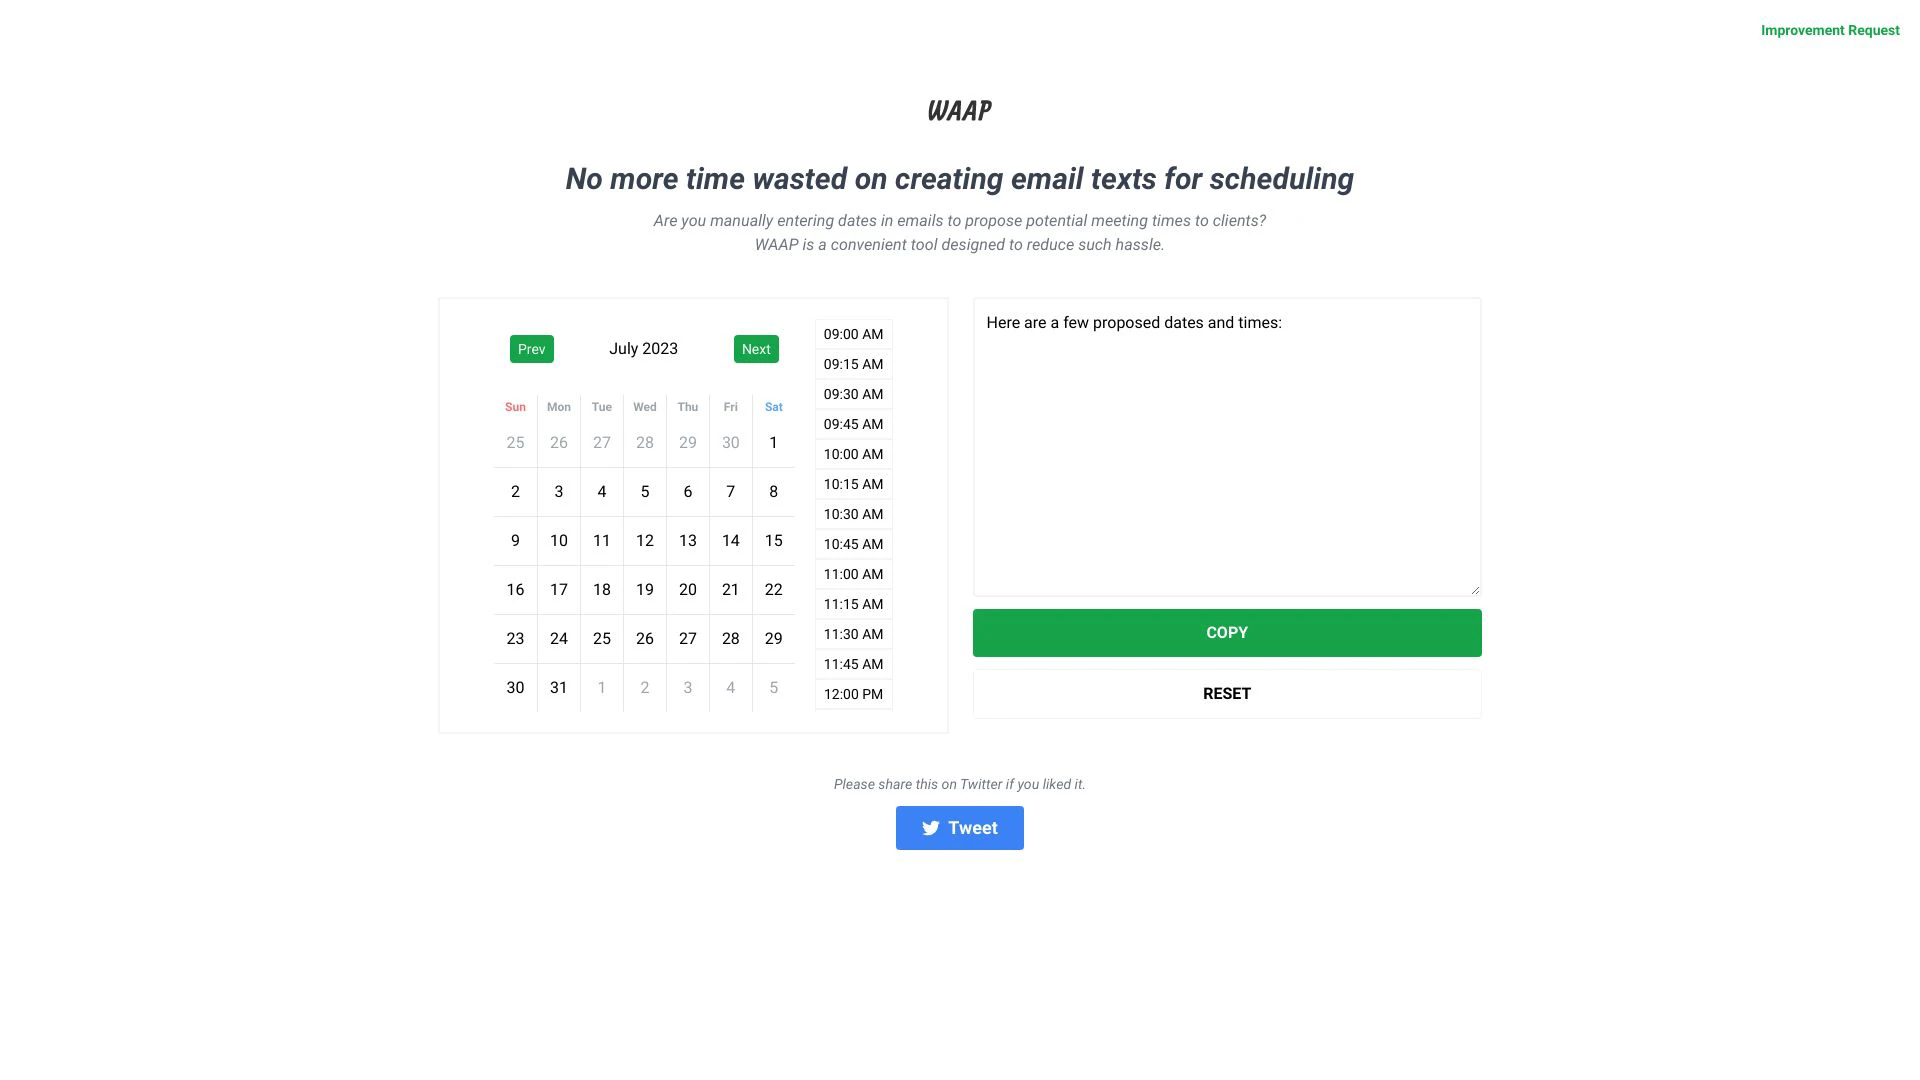 Improvement Request
WAAP
No more time wasted on creating email texts for scheduling
Are you manually entering dates in emails to propose potential meeting times to clients?
WAAP is a convenient tool designed to reduce such hassle.
Prev July 2023 Next
Sun Mon Tue Wed Thu Fri Sat
25 26 27 28 29 30 1
2 3 4 5 6 7 8
9 10 11 12 13 14 15
16 17 18 19 20 21 22
23 24 25 26 27 28 29
30 31 1 2 3 4 5
09:00 AM
09:15 AM
09:30 AM
09:45 AM
10:00 AM
10:15 AM
10:30 AM
10:45 AM
11:00 AM
11:15 AM
11:30 AM
11:45 AM
12:00 PM
Here are a few proposed dates and times:
COPY
RESET
Please share this on Twitter if you liked it.
Tweet